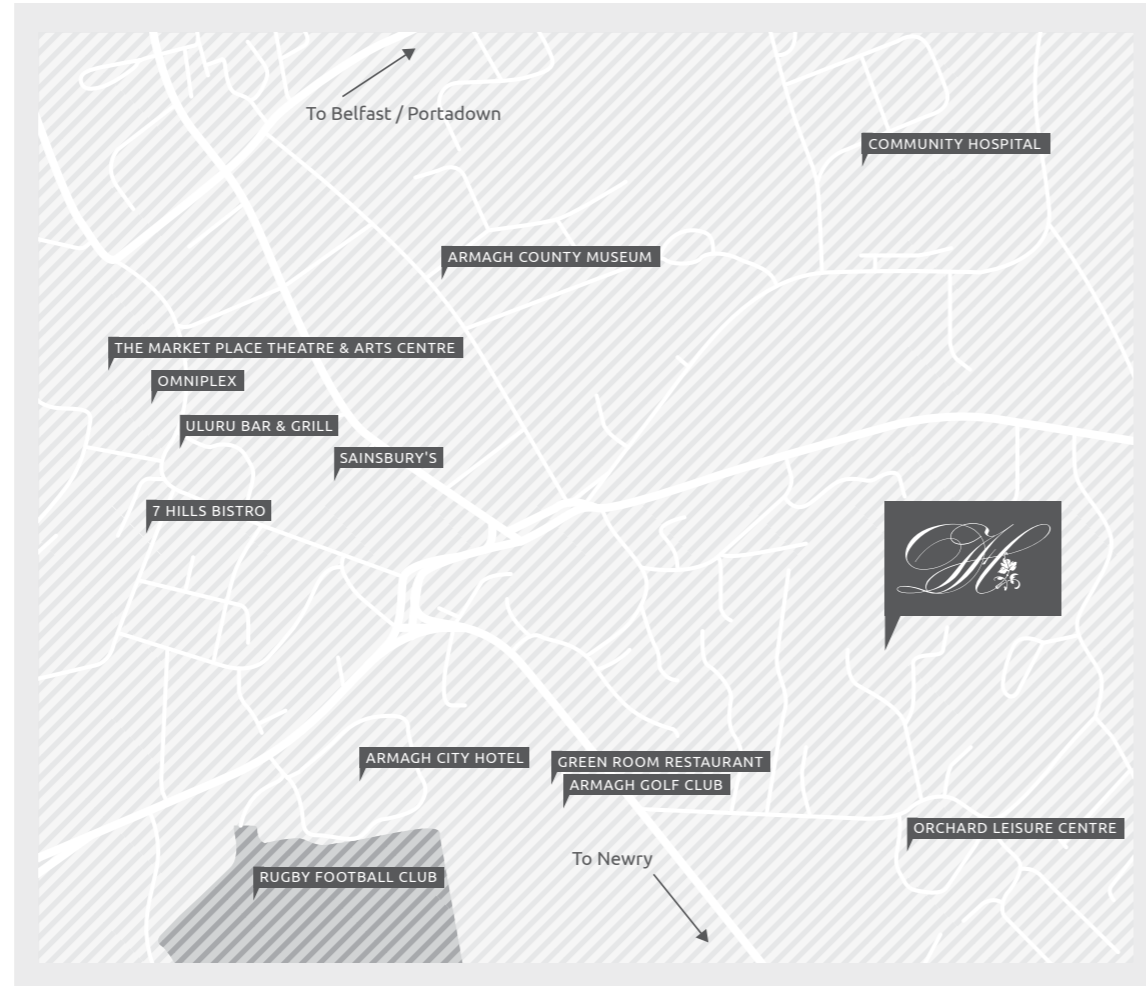 To Belfast / Portadown
COMMUNITY HOSPITAL
ARMAGH COUNTY MUSEUM
THE MARKET PLACE THEATRE & ARTS CENTRE
OMNIPLEX
ULURU BAR & GRILL
SAINSBURY'S
7 HILLS BISTRO
ARMAGH CITY HOTEL
GREEN ROOM RESTAURANT
ARMAGH GOLF CLUB
ORCHARD LEISURE CENTRE
To Newry
RUGBY FOOTBALL CLUB